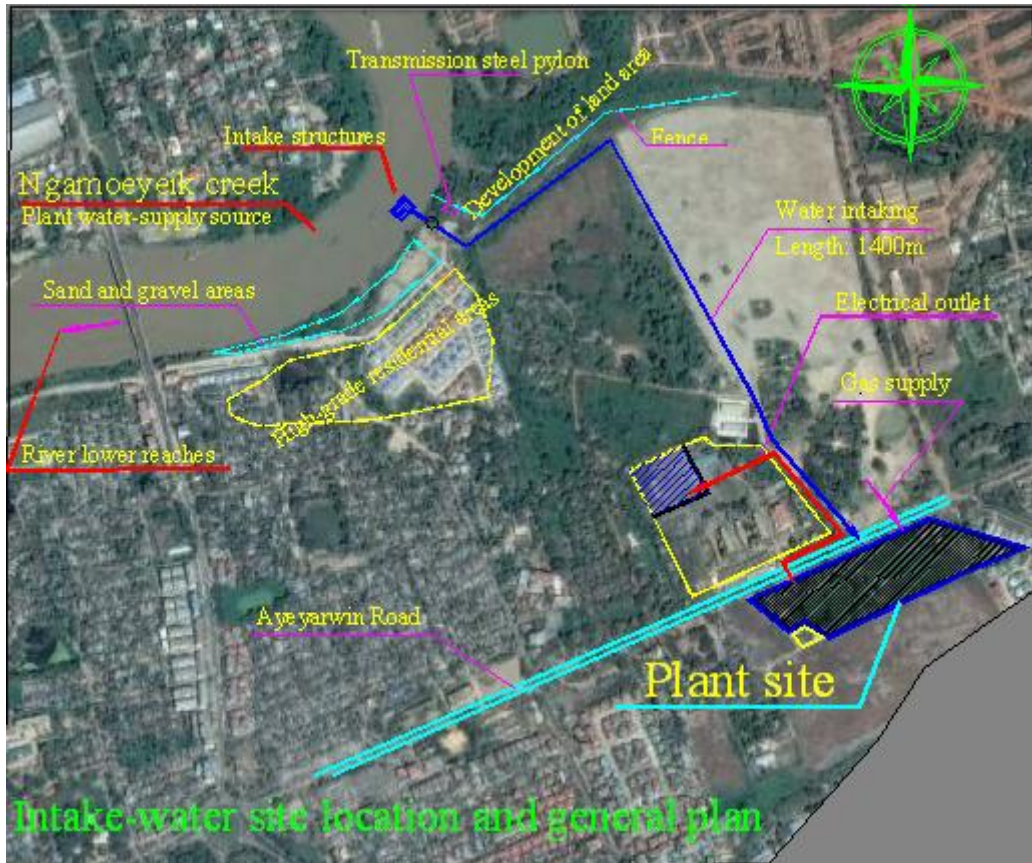 Transmission steel pylon
Development of land area
Fence
Intake structures
Ngamoeyeik creek
Plant water-supply source
Water intaking
Length: 1400m
Sand and gravel areas
Electrical outlet
High-grade residential areas
Gas supply
River lower reaches
Ayeyarwin Road
Plant site
Intake-water site location and general plan